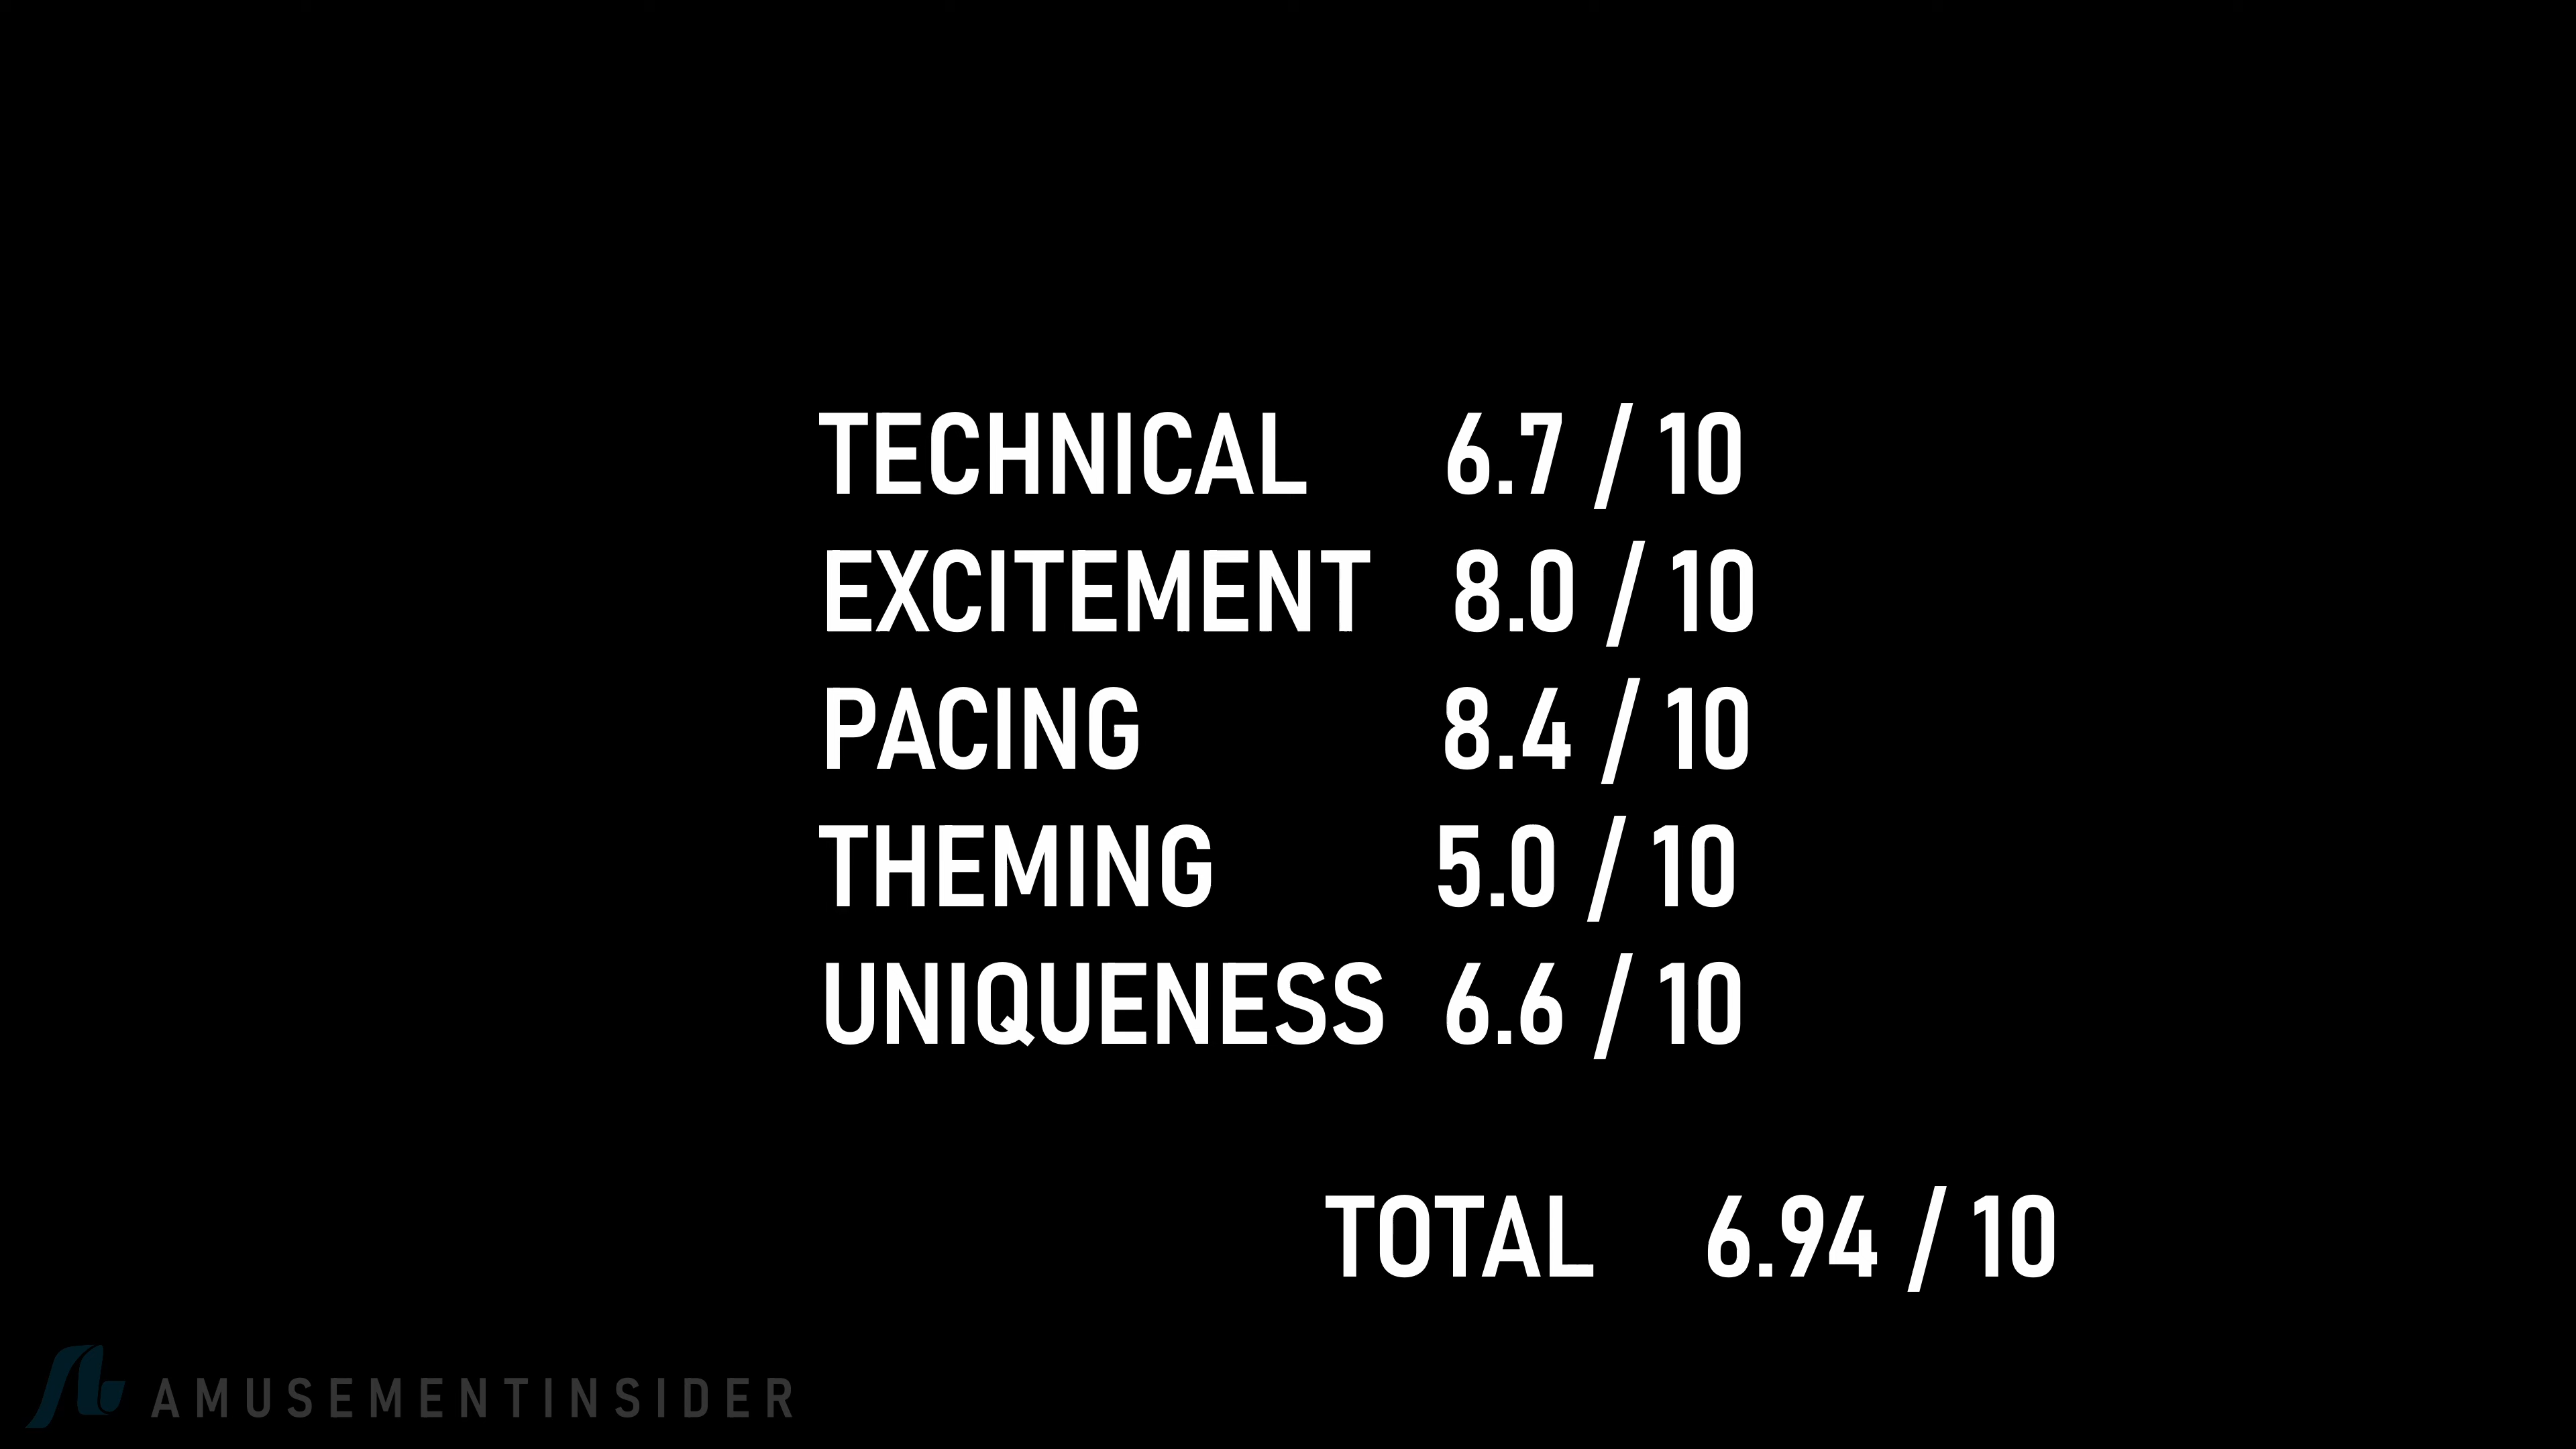 TECHNICAL 6.7 / 10
EXCITEMENT 8.0 / 10
PACING 8.4 / 10
THEMING 5.0 / 10
UNIQUENESS 6.6 / 10
TOTAL 6.94 / 10
AMUSEMENTINSIDER